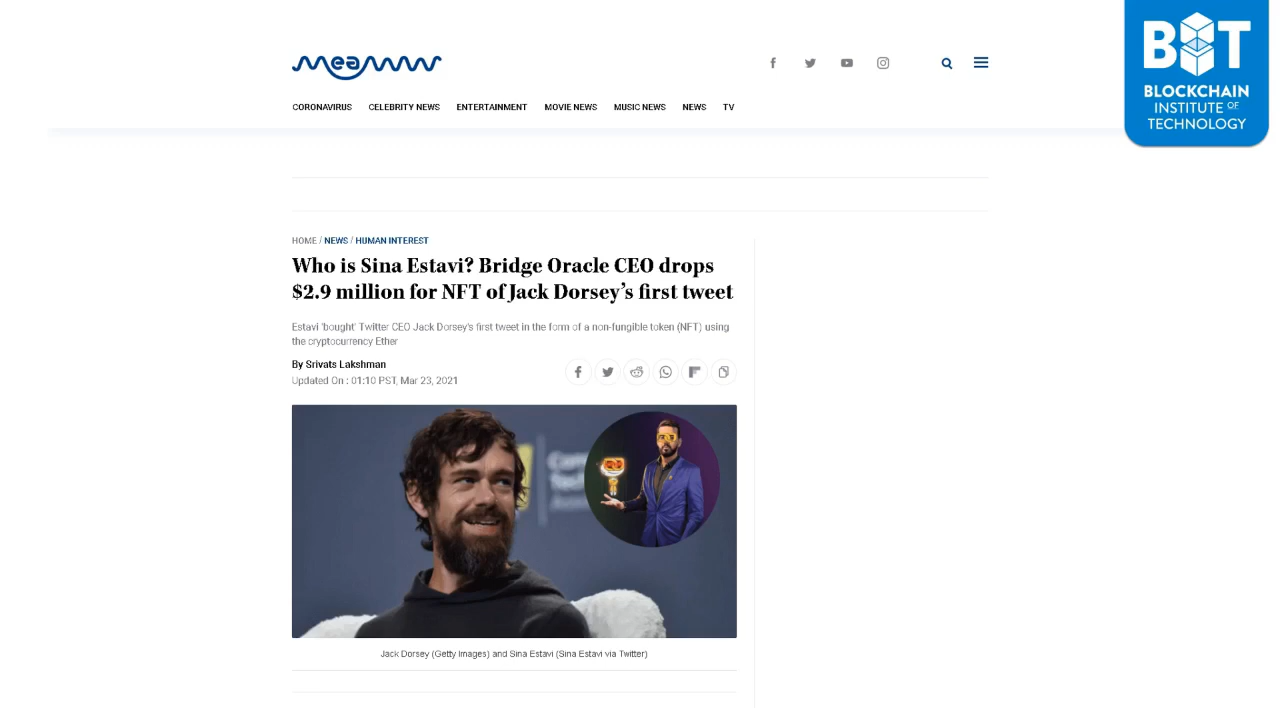 MEAWW
BLOCKCHAIN
INSTITUTE OF
TECHNOLOGY
CORONAVIRUS CELEBRITY NEWS ENTERTAINMENT MOVIE NEWS MUSIC NEWS NEWS TV
HOME / NEWS / HUMAN INTEREST
Who is Sina Estavi? Bridge Oracle CEO drops
$2.9 million for NFT of Jack Dorsey's first tweet
Estavi 'bought' Twitter CEO Jack Dorsey's first tweet in the form of a non-fungible token (NFT) using
the cryptocurrency Ether
By Srivats Lakshman
Updated On : 01:10 PST, Mar 23, 2021
Jack Dorsey (Getty Images) and Sina Estavi (Sina Estavi via Twitter)